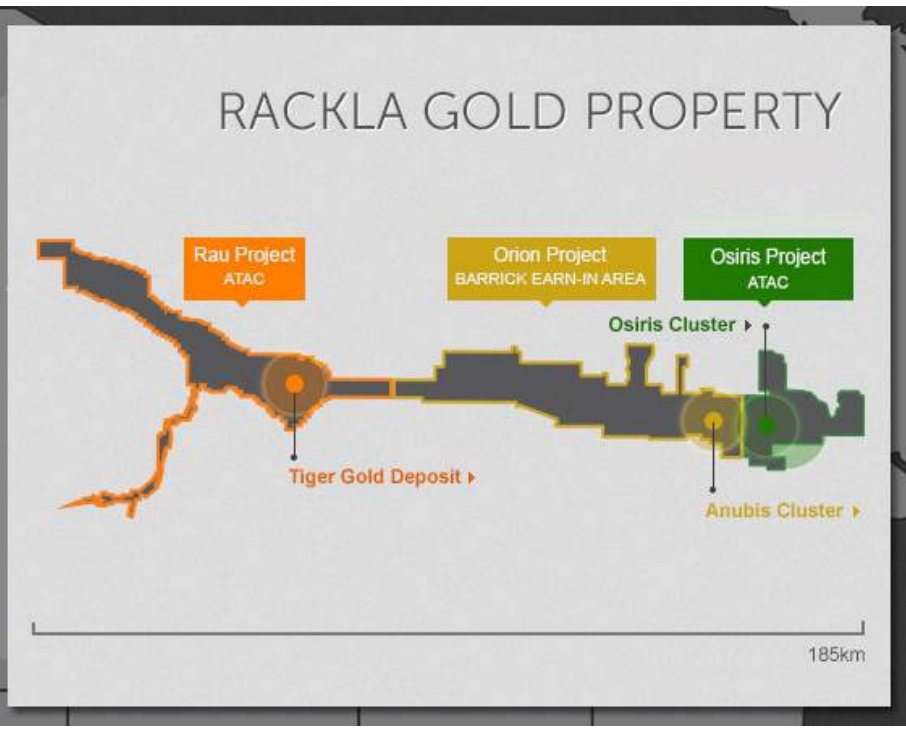 RACKLA GOLD PROPERTY
Rau Project
ATAC
Orion Project
BARRICK EARN-IN AREA
Osiris Project
ATAC
Osiris Cluster
Tiger Gold Deposit
Anubis Cluster
185km